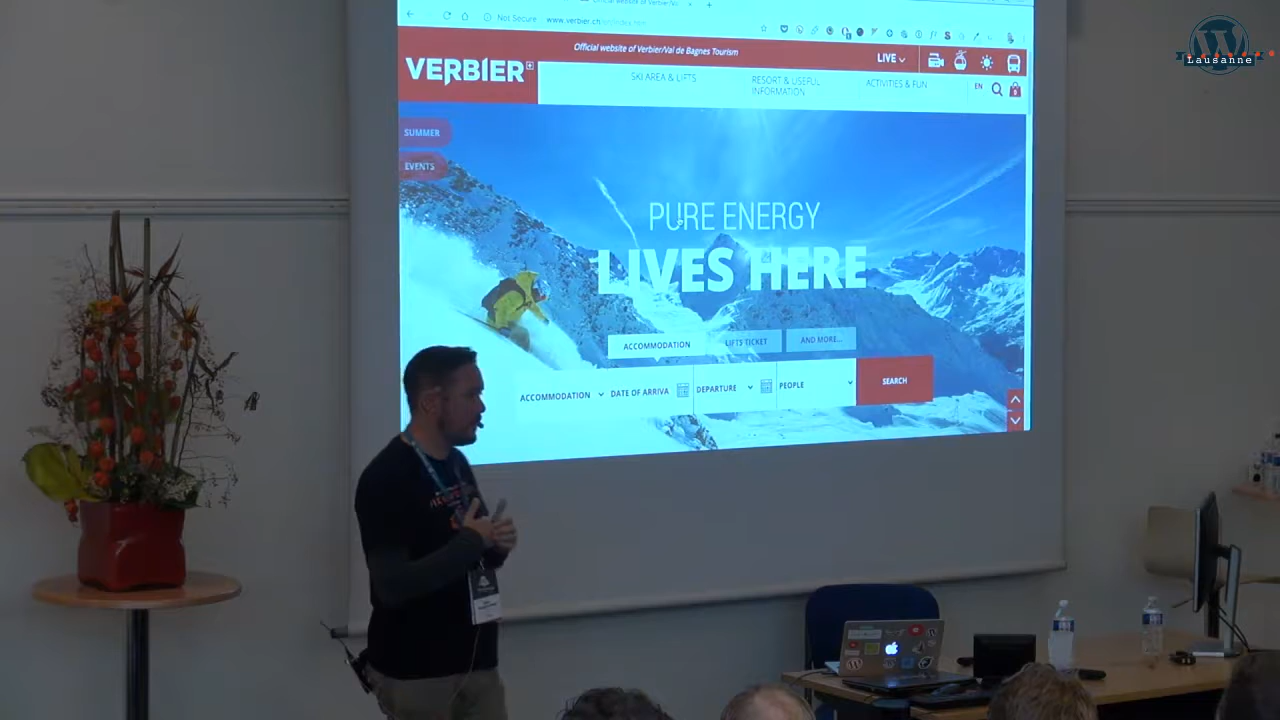 Not Secure www.verbier.ch
Official website of Verbier/Val de Bagnes Tourism
LIVE
VERBIER
SKI AREA & LIFTS
RESORT & USEFUL
INFORMATION
ACTIVITIES & FUN
EN
SUMMER
EVENTS
PURE ENERGY
LIVES HERE
ACCOMMODATION
LIFTS TICKET
AND MORE...
ACCOMMODATION
DATE OF ARRIVA
DEPARTURE
PEOPLE
SEARCH
Lausanne